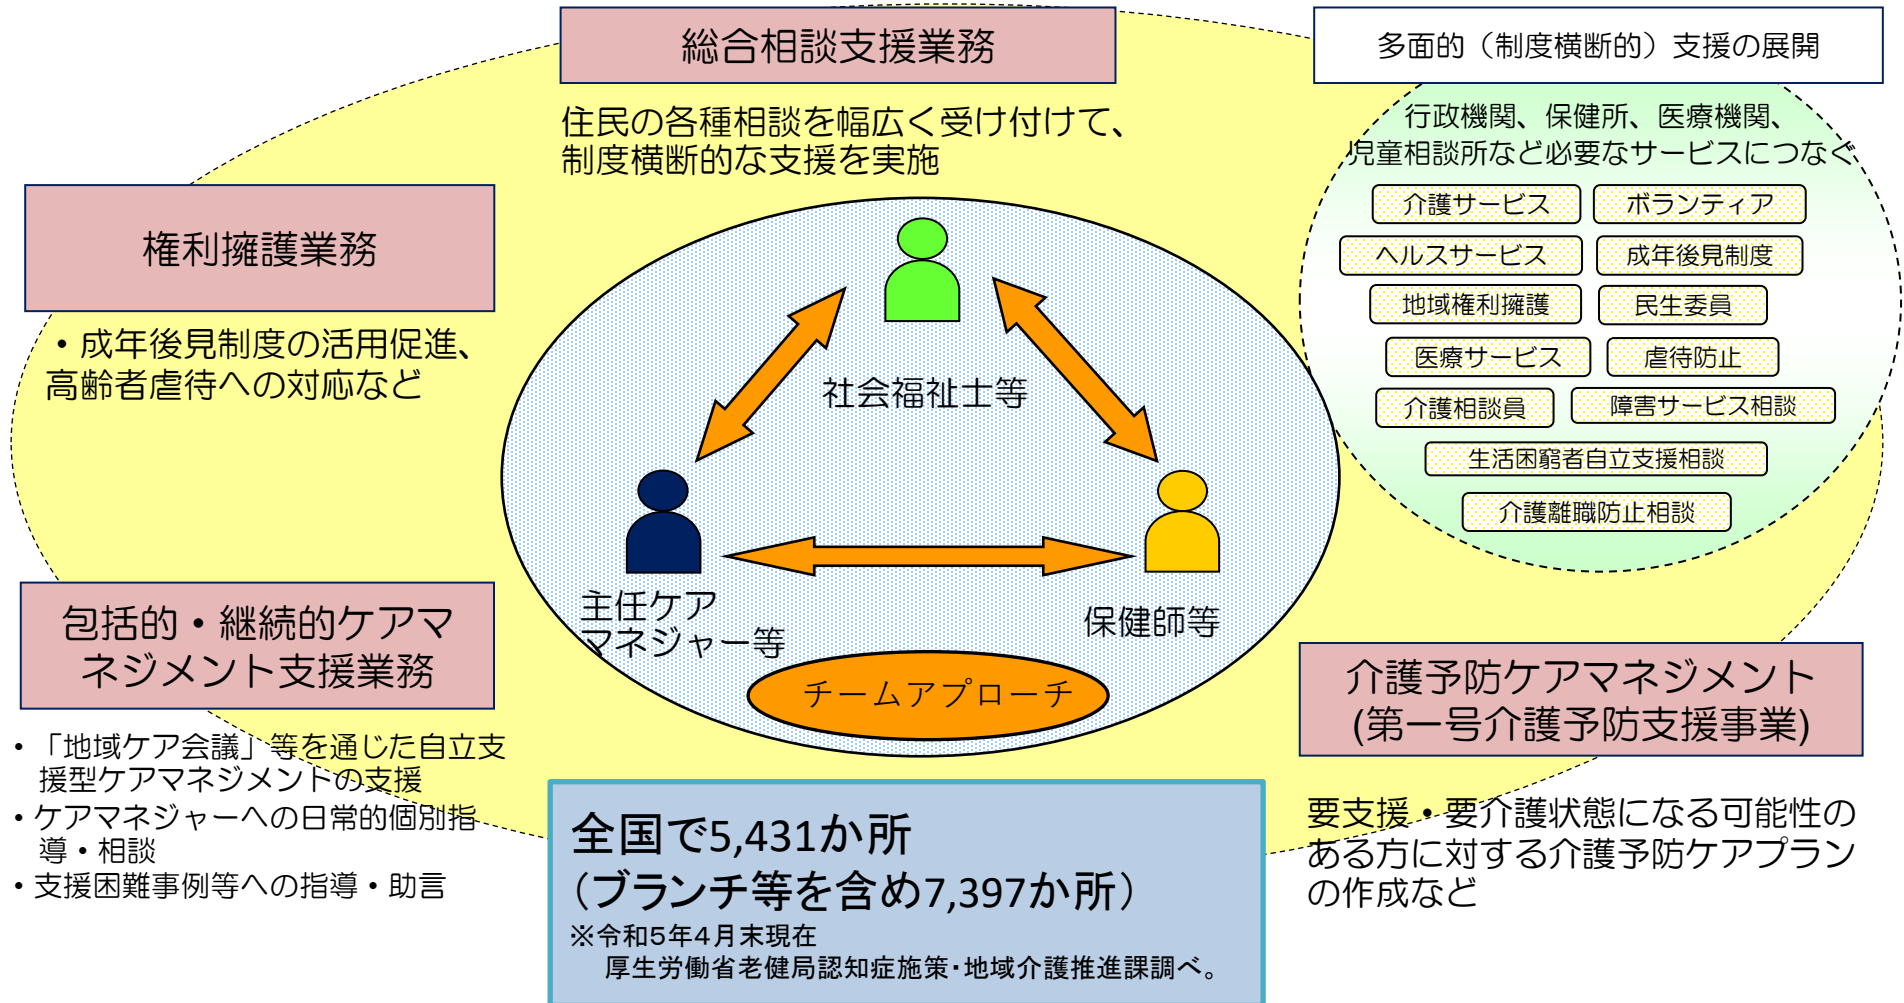 総合相談支援業務
住民の各種相談を幅広く受け付けて、
制度横断的な支援を実施
多面的（制度横断的）支援の展開
行政機関、保健所、医療機関、
児童相談所など必要なサービスにつなぐ
介護サービス
ボランティア
ヘルスサービス
成年後見制度
地域権利擁護
民生委員
医療サービス
虐待防止
介護相談員
障害サービス相談
生活困窮者自立支援相談
介護離職防止相談
権利擁護業務
・成年後見制度の活用促進、
高齢者虐待への対応など
社会福祉士等
主任ケア
マネジャー等
保健師等
チームアプローチ
包括的・継続的ケアマ
ネジメント支援業務
・「地域ケア会議」等を通じた自立支
援型ケアマネジメントの支援
・ケアマネジャーへの日常的個別指
導・相談
・支援困難事例等への指導・助言
介護予防ケアマネジメント
(第一号介護予防支援事業)
要支援・要介護状態になる可能性の
ある方に対する介護予防ケアプラン
の作成など
全国で5,431か所
（ブランチ等を含め7,397か所）
※令和5年4月末現在
厚生労働省老健局認知症施策・地域介護推進課調べ。